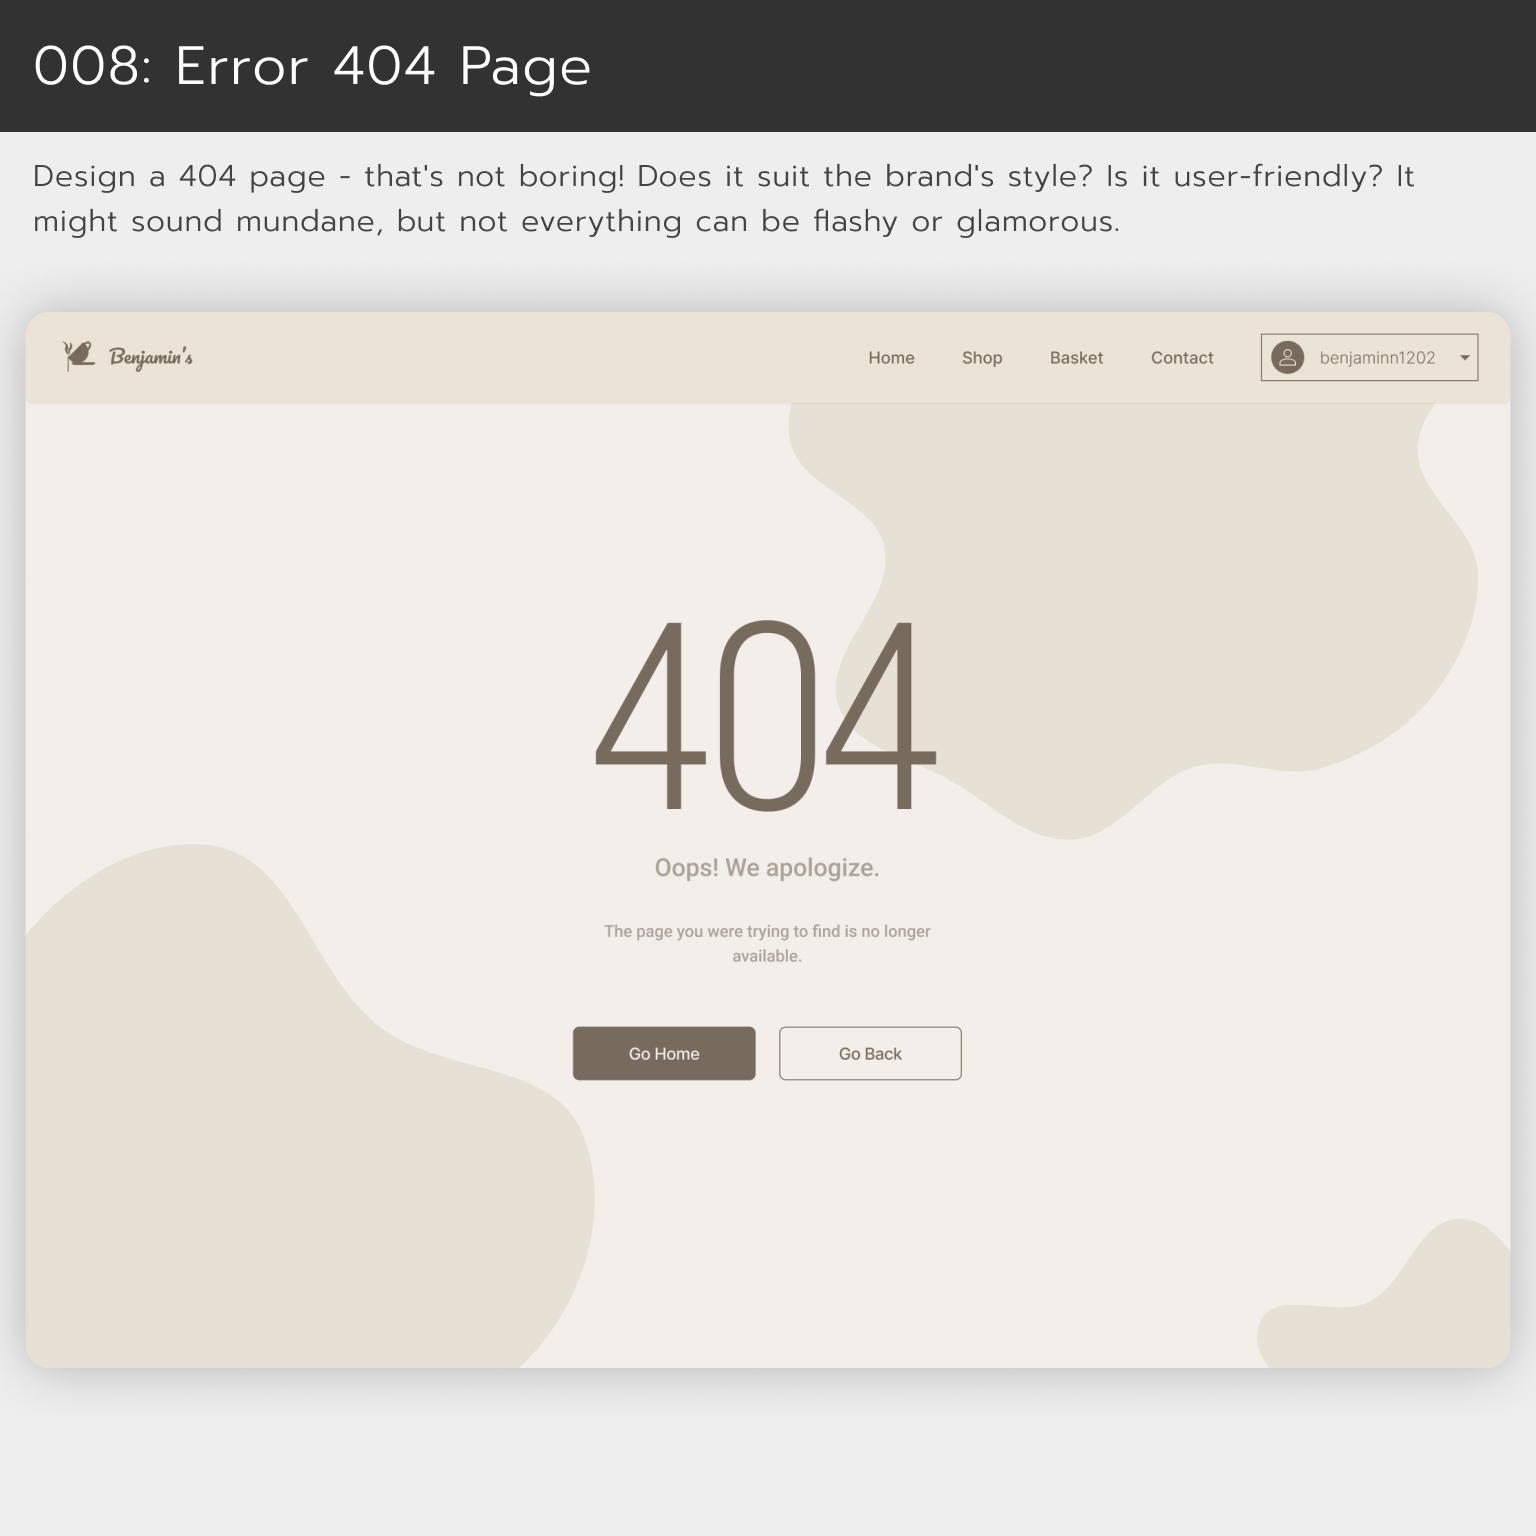 008: Error 404 Page
Design a 404 page - that's not boring! Does it suit the brand's style? Is it user-friendly? It
might sound mundane, but not everything can be flashy or glamorous.
Benjamin's
Home Shop Basket Contact benjaminn1202
404
Oops! We apologize.
The page you were trying to find is no longer
available.
Go Home Go Back